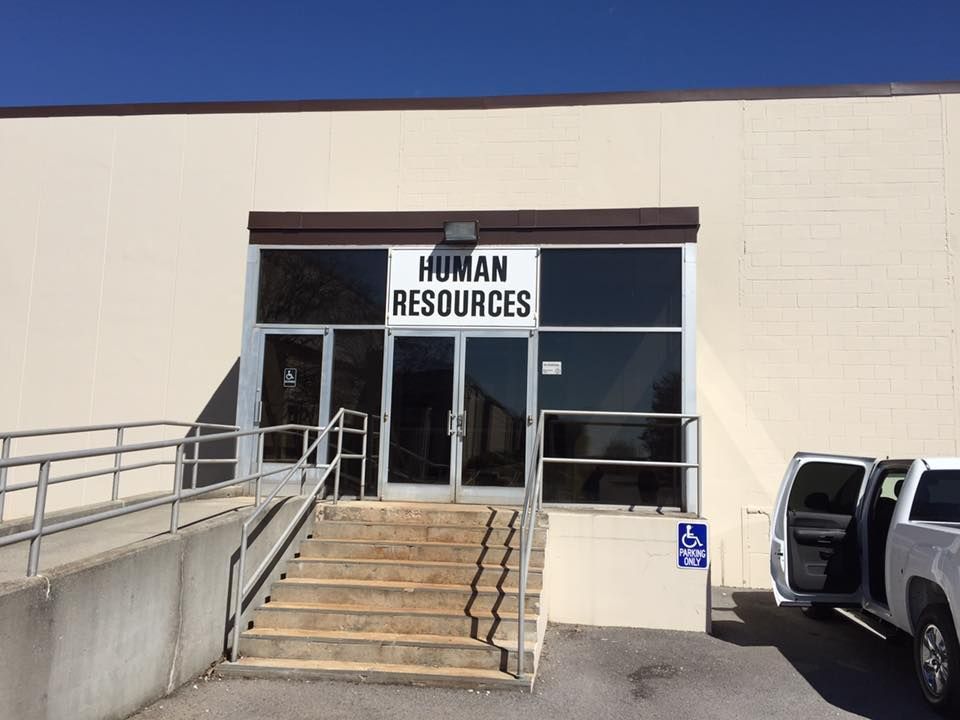 HUMAN
RESOURCES
PARKING
ONLY